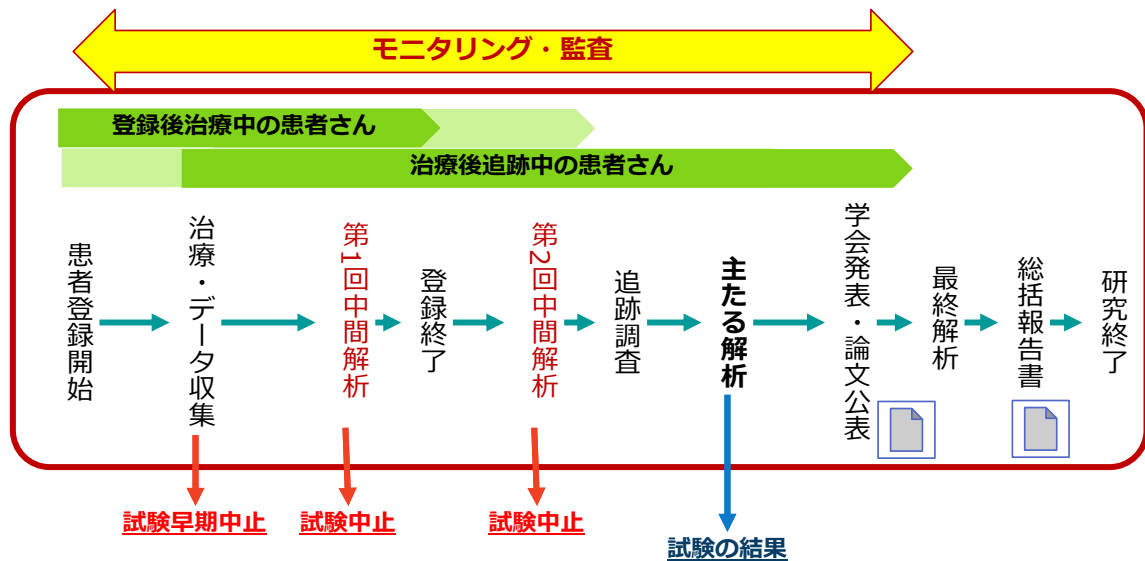 モニタリング・監査
登録後治療中の患者さん
治療後追跡中の患者さん
患者登録開始
治療・データ収集
第1回中間解析
登録終了
第2回中間解析
追跡調査
主たる解析
学会発表・論文公表
最終解析
総括報告書
研究終了
試験早期中止
試験中止
試験中止
試験の結果